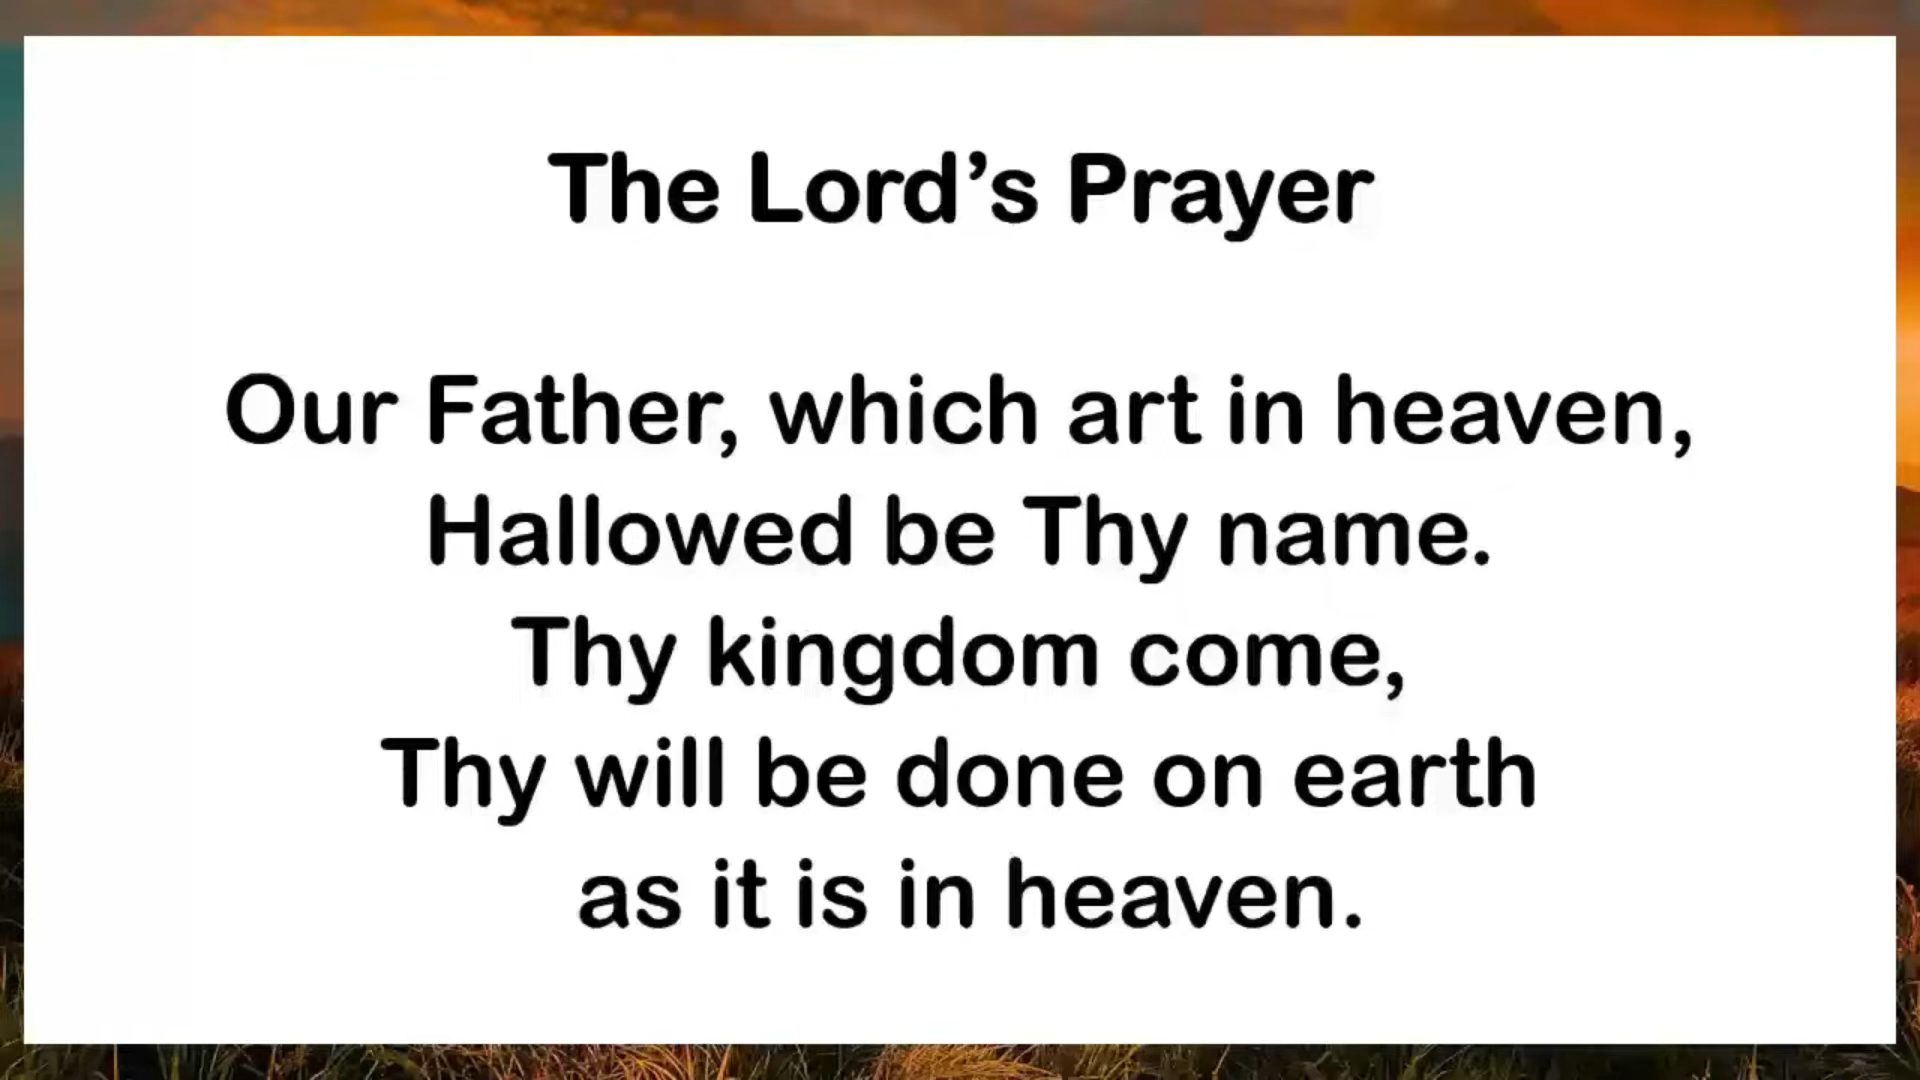 The Lord’s Prayer
Our Father, which art in heaven,
Hallowed be Thy name.
Thy kingdom come,
Thy will be done on earth
as it is in heaven.